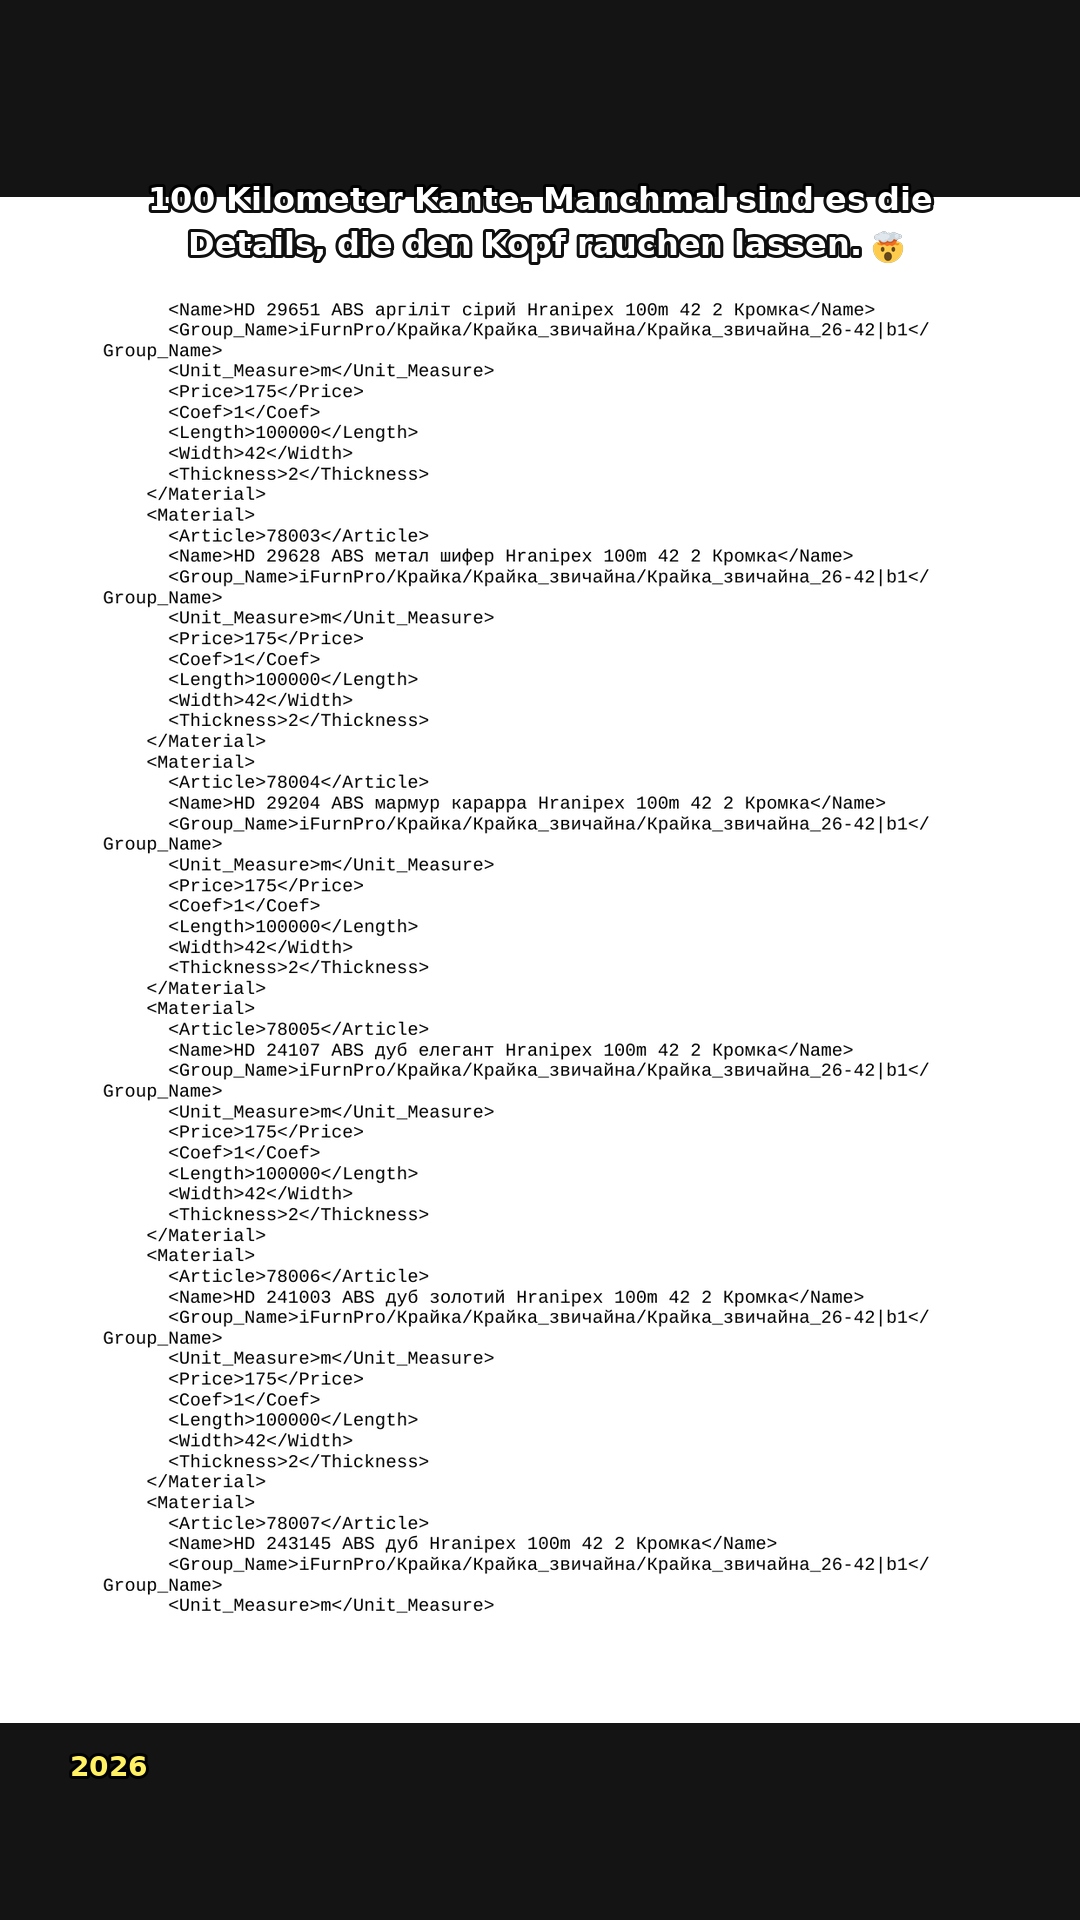 100 Kilometer Kante. Manchmal sind es die
Details, die den Kopf rauchen lassen. 🤯
<Name>HD 29651 ABS аргіліт сірий Hranipex 100m 42 2 Кромка</Name>
<Group_Name>iFurnPro/Крайка/Крайка_звичайна/Крайка_звичайна_26-42|b1</
Group_Name>
<Unit_Measure>m</Unit_Measure>
<Price>175</Price>
<Coef>1</Coef>
<Length>100000</Length>
<Width>42</Width>
<Thickness>2</Thickness>
</Material>
<Material>
<Article>78003</Article>
<Name>HD 29628 ABS метал шифер Hranipex 100m 42 2 Кромка</Name>
<Group_Name>iFurnPro/Крайка/Крайка_звичайна/Крайка_звичайна_26-42|b1</
Group_Name>
<Unit_Measure>m</Unit_Measure>
<Price>175</Price>
<Coef>1</Coef>
<Length>100000</Length>
<Width>42</Width>
<Thickness>2</Thickness>
</Material>
<Material>
<Article>78004</Article>
<Name>HD 29204 ABS мармур карарра Hranipex 100m 42 2 Кромка</Name>
<Group_Name>iFurnPro/Крайка/Крайка_звичайна/Крайка_звичайна_26-42|b1</
Group_Name>
<Unit_Measure>m</Unit_Measure>
<Price>175</Price>
<Coef>1</Coef>
<Length>100000</Length>
<Width>42</Width>
<Thickness>2</Thickness>
</Material>
<Material>
<Article>78005</Article>
<Name>HD 24107 ABS дуб елегант Hranipex 100m 42 2 Кромка</Name>
<Group_Name>iFurnPro/Крайка/Крайка_звичайна/Крайка_звичайна_26-42|b1</
Group_Name>
<Unit_Measure>m</Unit_Measure>
<Price>175</Price>
<Coef>1</Coef>
<Length>100000</Length>
<Width>42</Width>
<Thickness>2</Thickness>
</Material>
<Material>
<Article>78006</Article>
<Name>HD 241003 ABS дуб золотий Hranipex 100m 42 2 Кромка</Name>
<Group_Name>iFurnPro/Крайка/Крайка_звичайна/Крайка_звичайна_26-42|b1</
Group_Name>
<Unit_Measure>m</Unit_Measure>
<Price>175</Price>
<Coef>1</Coef>
<Length>100000</Length>
<Width>42</Width>
<Thickness>2</Thickness>
</Material>
<Material>
<Article>78007</Article>
<Name>HD 243145 ABS дуб Hranipex 100m 42 2 Кромка</Name>
<Group_Name>iFurnPro/Крайка/Крайка_звичайна/Крайка_звичайна_26-42|b1</
Group_Name>
<Unit_Measure>m</Unit_Measure>
2026